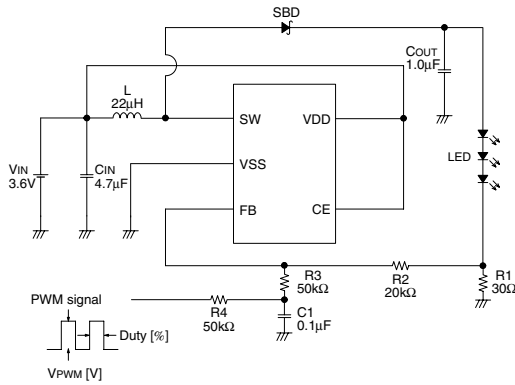 SBD
COUT
1.0μF
L
22μH
SW
VDD
VSS
LED
VIN
3.6V
CIN
4.7μF
FB
CE
R3
50kΩ
R2
20kΩ
R1
30Ω
PWM signal
R4
50kΩ
C1
0.1μF
Duty [%]
VPWM [V]